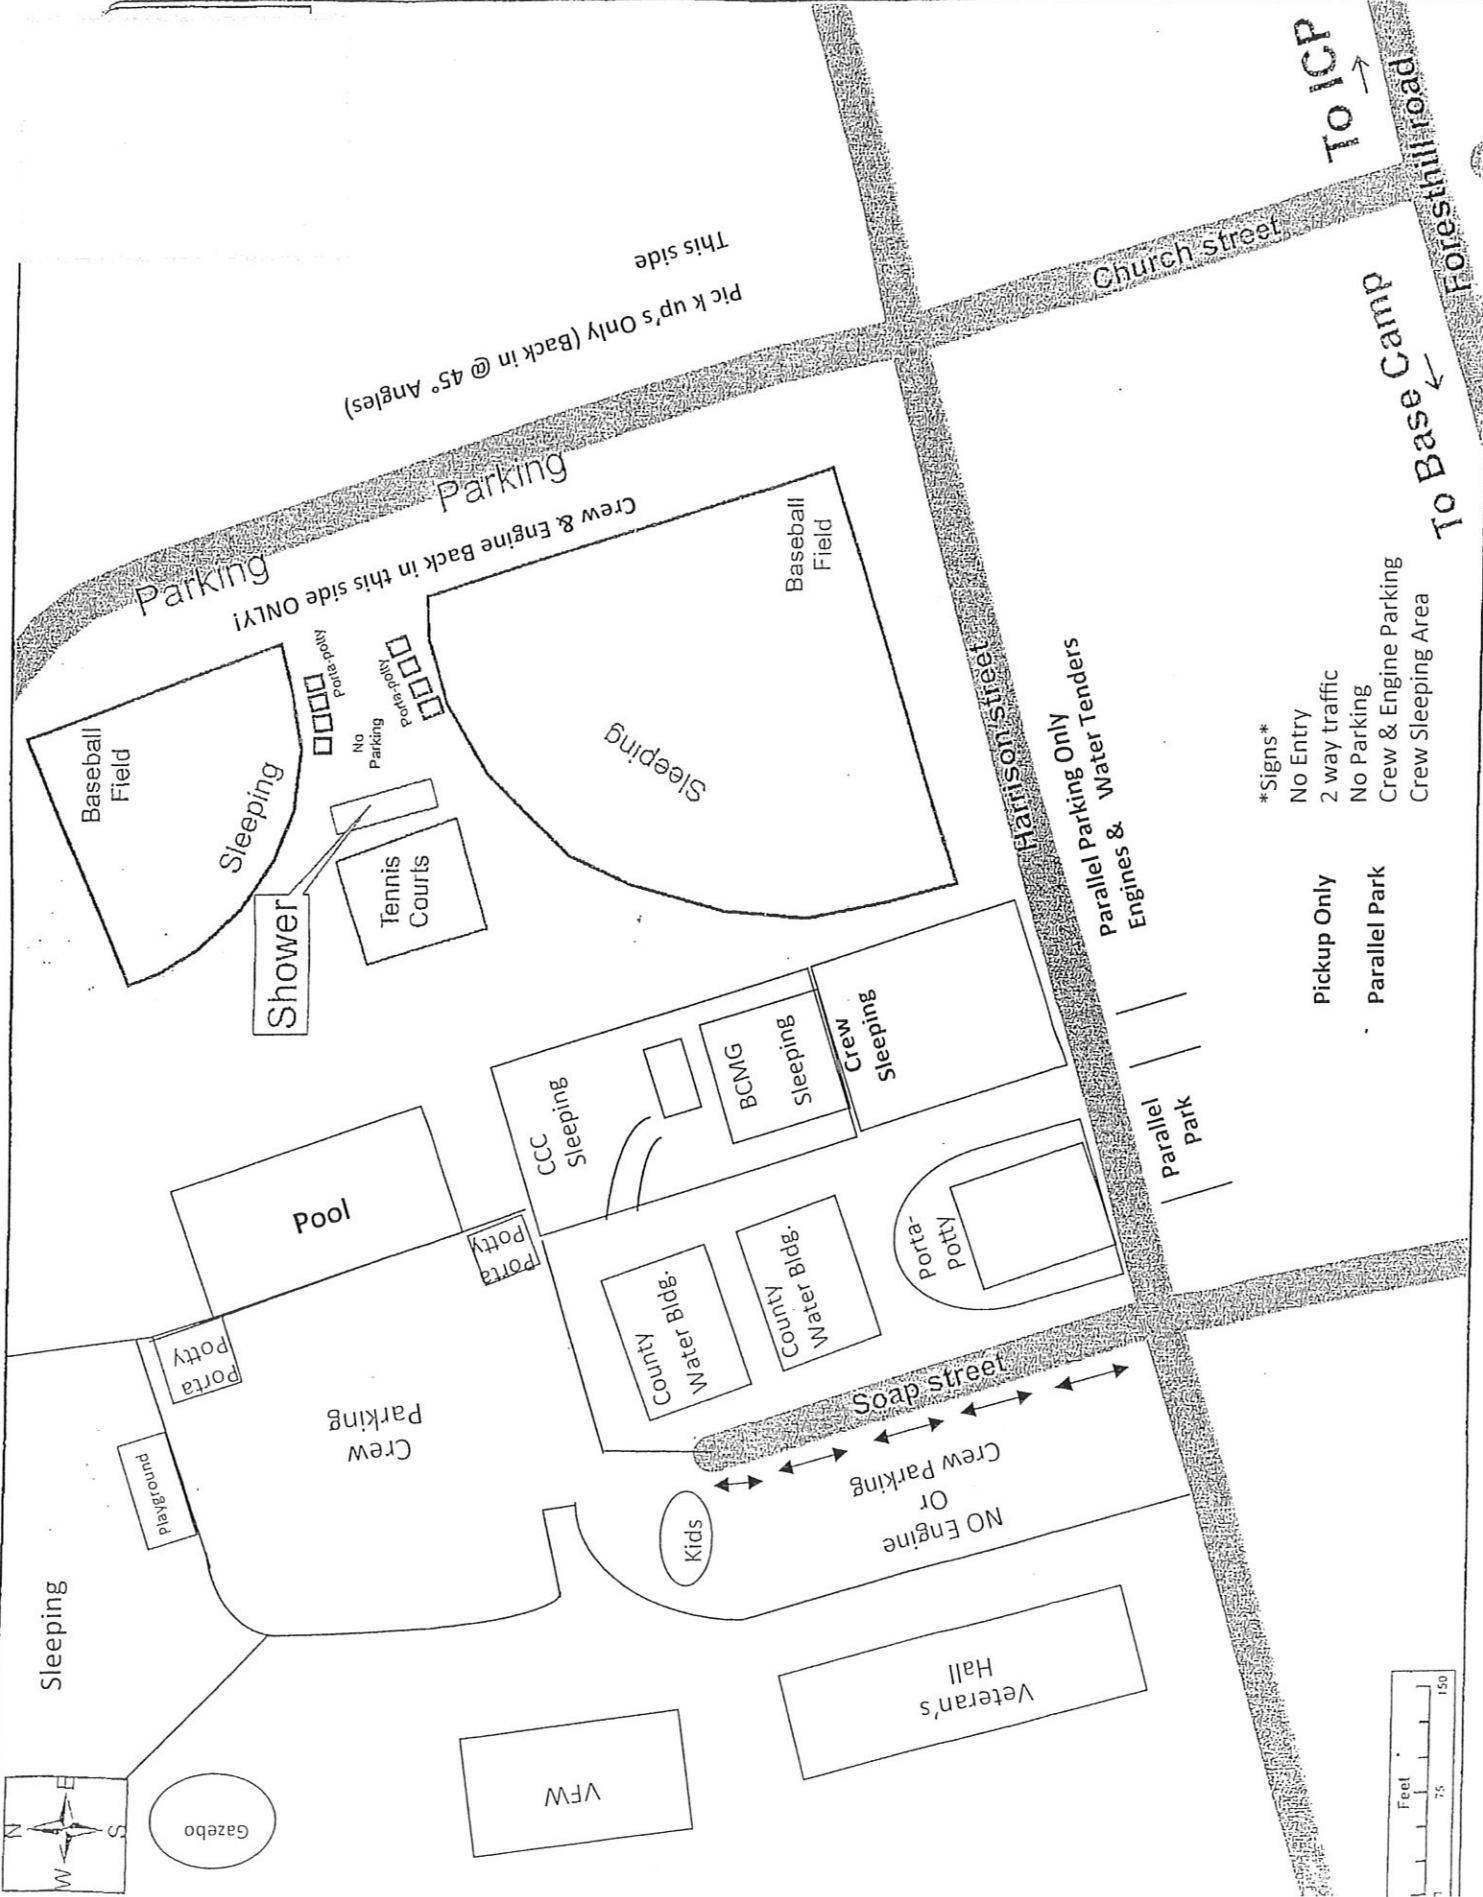 To ICP
Foresthill road
Church street
This side
Pic k up's Only (Back in @ 45° Angles)
To Base Camp
Parking
Parking
Crew & Engine Back in this side ONLY!
Baseball
Field
Sleeping
Porta-potty
Porta-potty
No
Parking
Baseball
Field
Sleeping
Shower
Tennis
Courts
Harrison street
Parallel Parking Only
Engines & Water Tenders
*Signs*
No Entry
2 way traffic
No Parking
Crew & Engine Parking
Crew Sleeping Area
Pickup Only
Parallel Park
Crew
Sleeping
BCMG
Sleeping
CCC
Sleeping
Pool
Porta
Potty
Porta
Potty
Parallel
Park
Porta-
Potty
County
Water Bldg.
County
Water Bldg.
Soap street
Crew
Parking
Playground
Kids
NO Engine
Or
Crew Parking
Sleeping
Veteran's
Hall
VFW
Gazebo
N
E
S
W
Feet
75
150